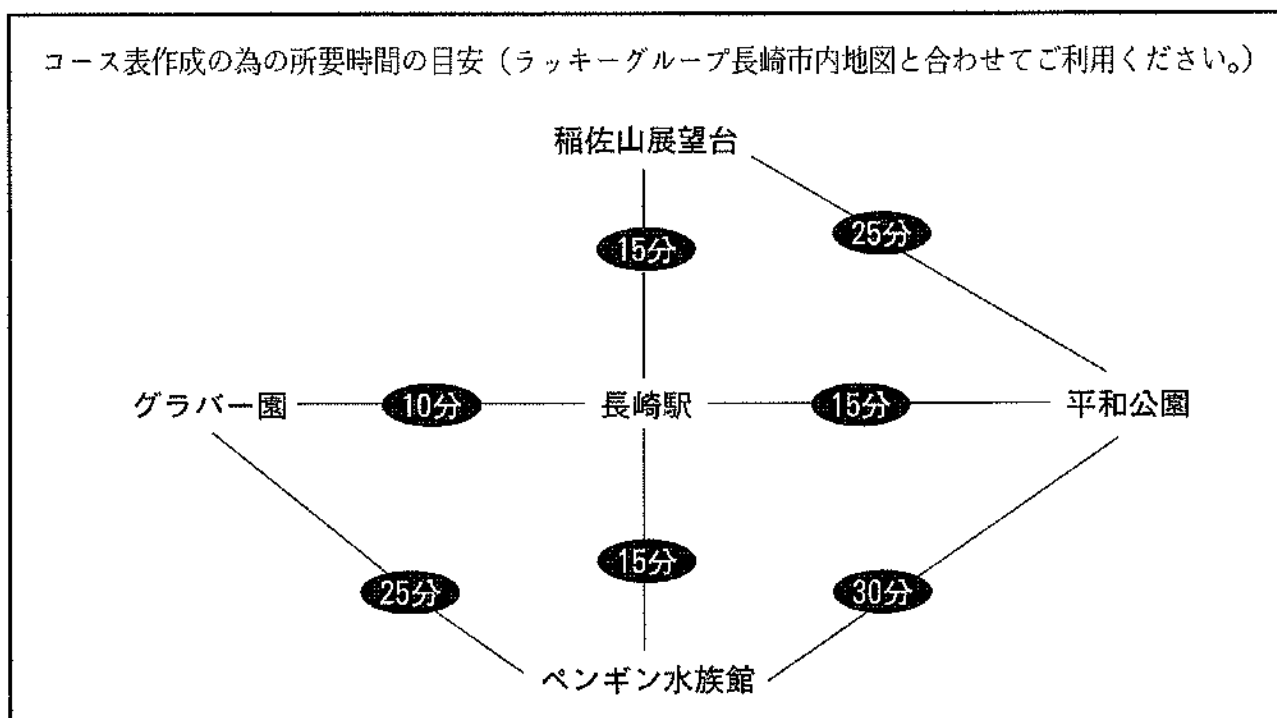 コース表作成の為の所要時間の目安（ラッキーグループ長崎市内地図と合わせてご利用ください。）
稲佐山展望台
15分
25分
グラバー園
10分
長崎駅
15分
平和公園
25分
15分
30分
ペンギン水族館